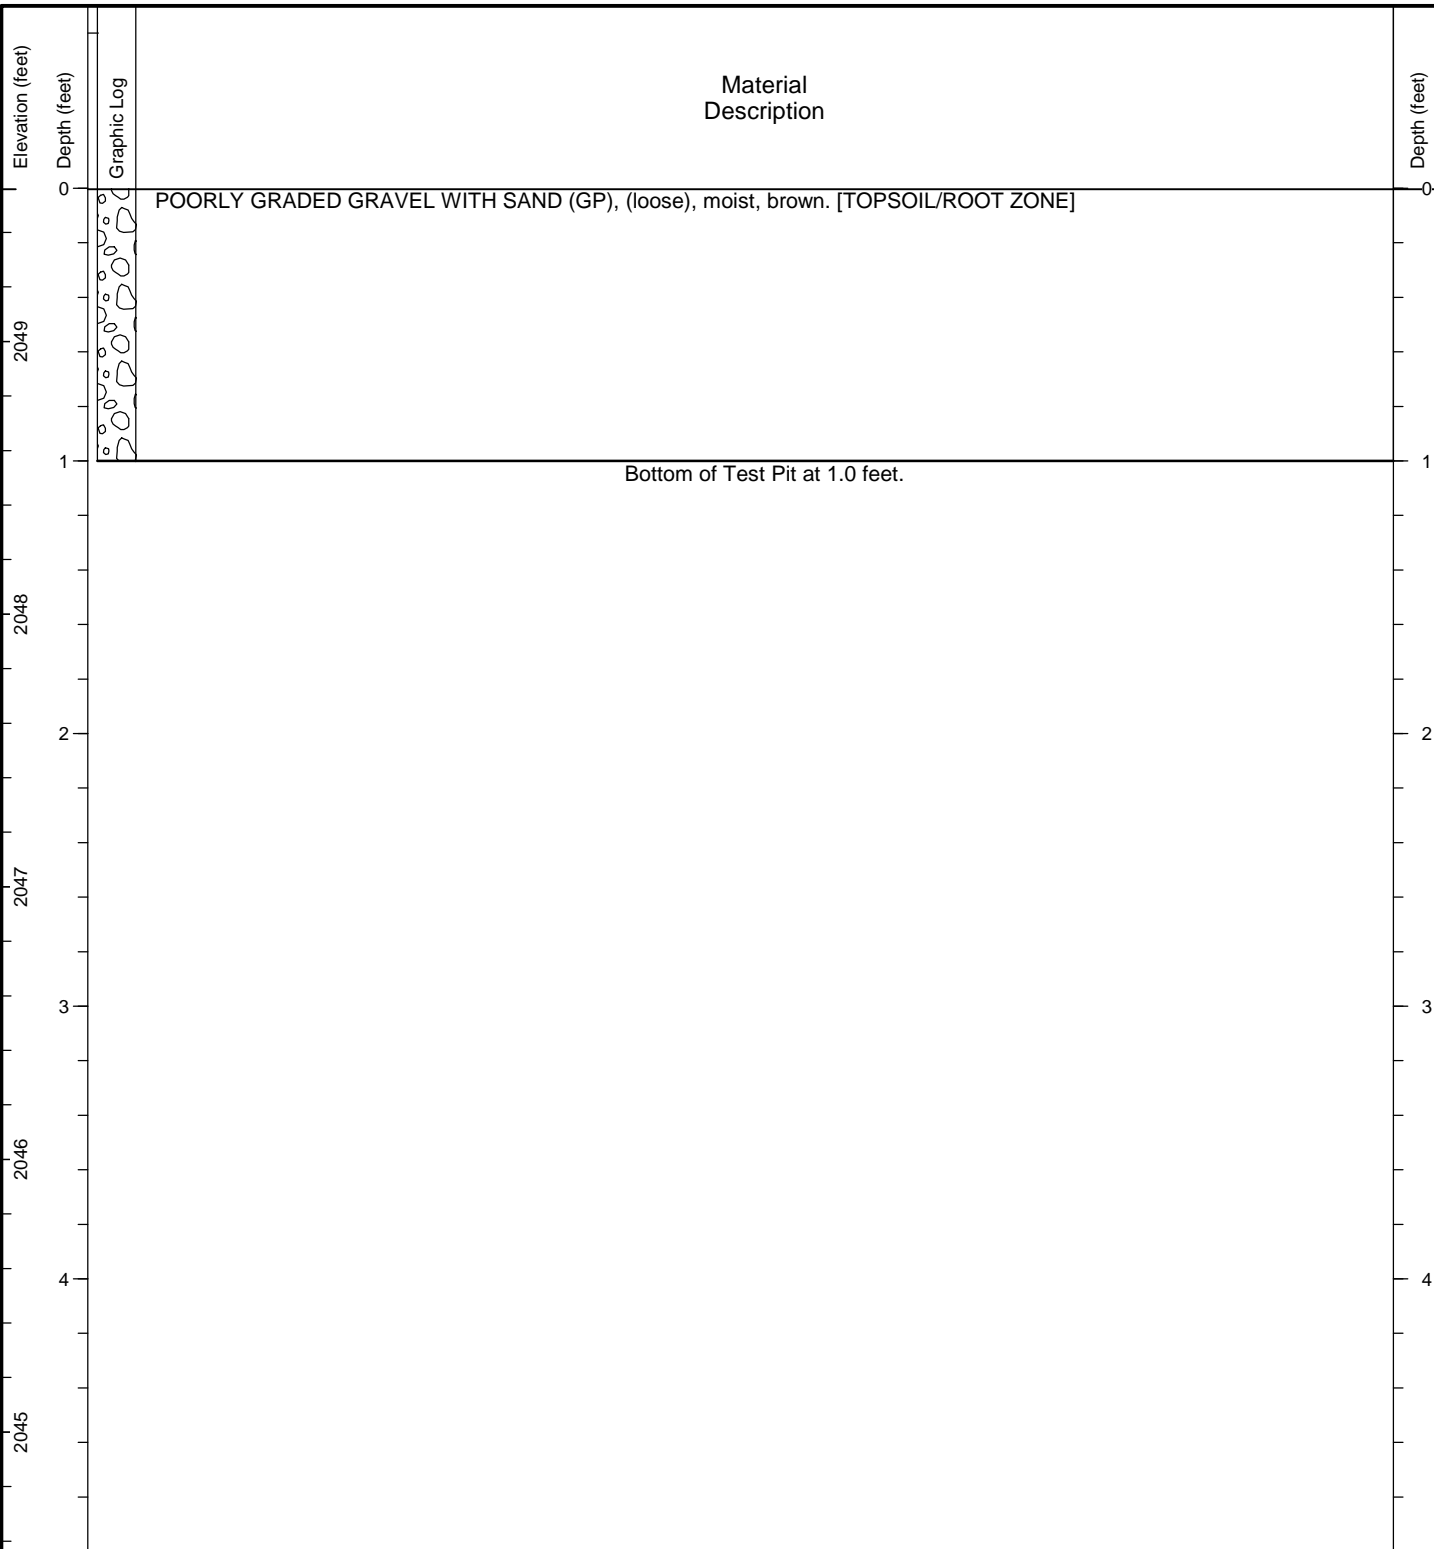 Elevation (feet)
Depth (feet)
Graphic Log
Material
Description
Depth (feet)
0
POORLY GRADED GRAVEL WITH SAND (GP), (loose), moist, brown. [TOPSOIL/ROOT ZONE]
0
2049
1
Bottom of Test Pit at 1.0 feet.
1
2048
2
2
2047
3
3
2046
4
4
2045